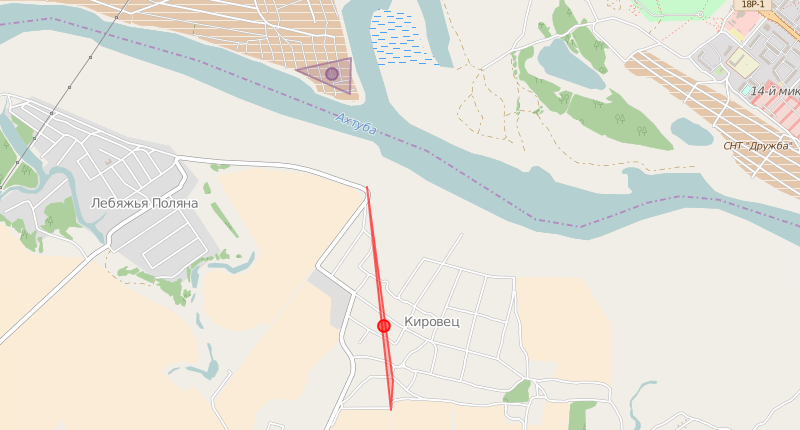 18Р-1
14-й мик
Ахтуба
СНТ "Дружба"
Лебяжья Поляна
Кировец